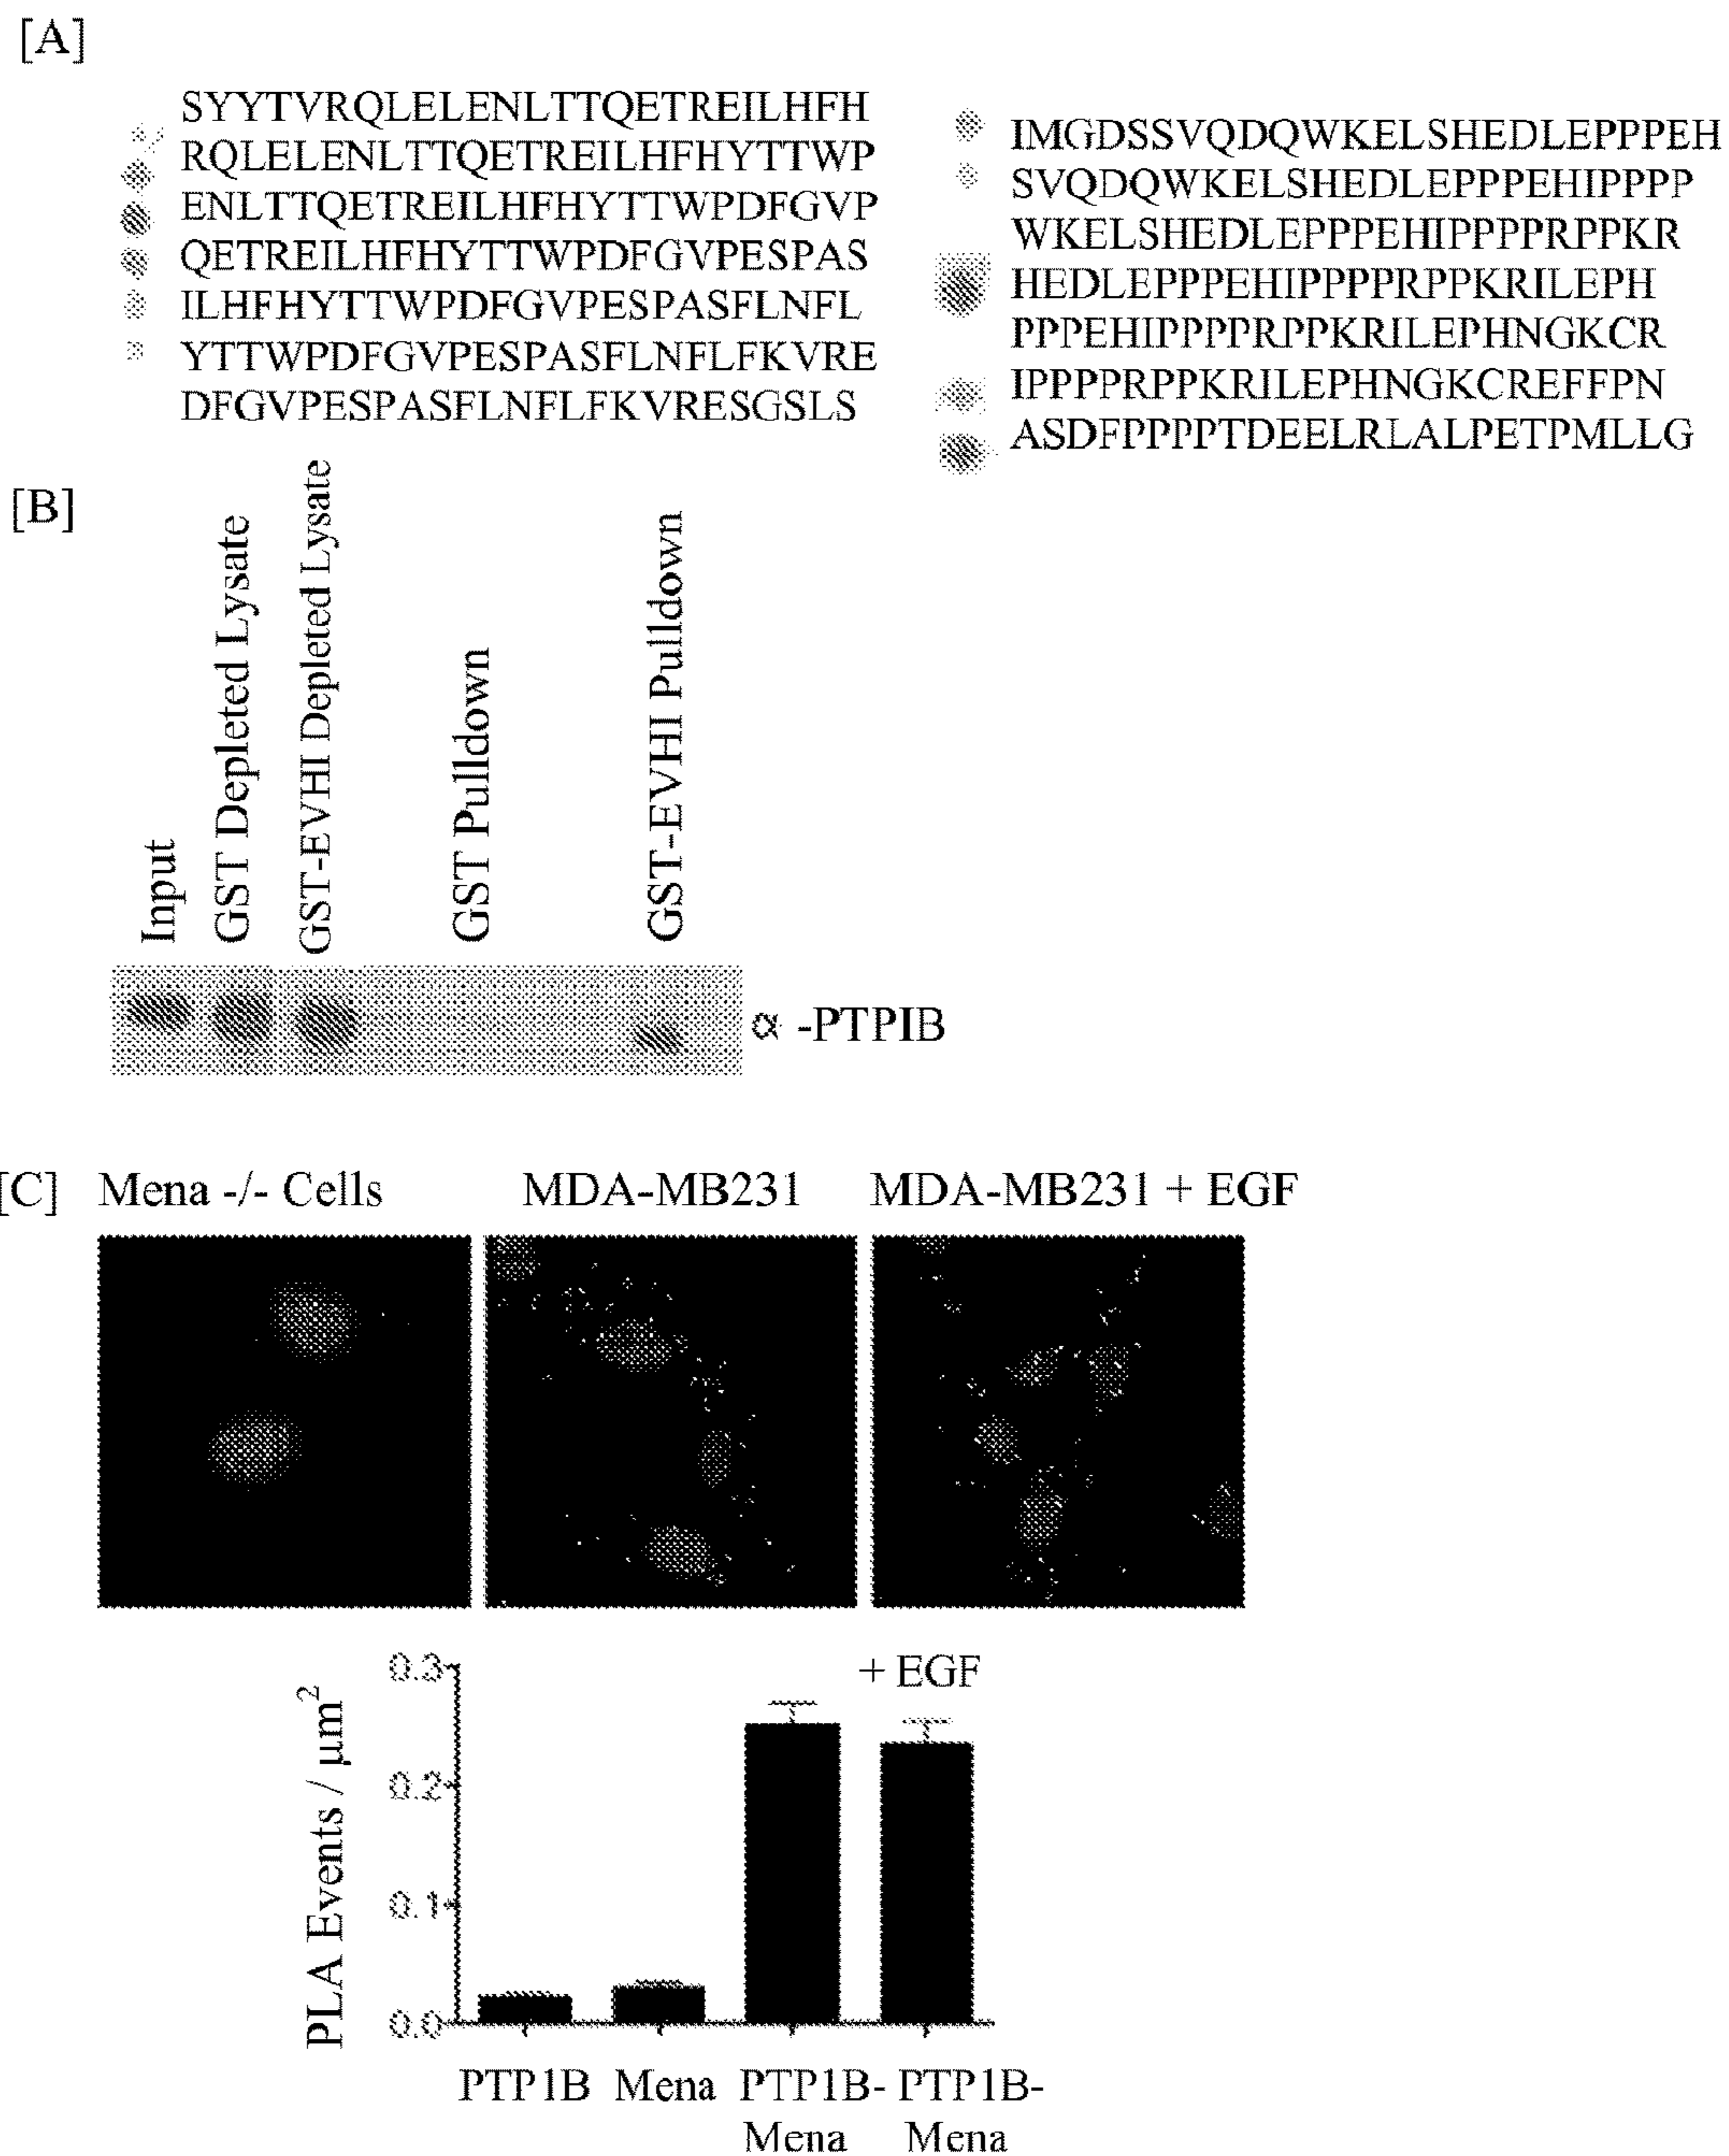 [A]
SYYTVRQLELENLTTQETREILHFH
RQLELENLTTQETREILHFHYTTWP
ENLTTQETREILHFHYTTWPDFGVP
QETREILHFHYTTWPDFGVPESPAS
ILHFHYTTWPDFGVPESPASFLNFL
YTTWPDFGVPESPASFLNFLFKVRE
DFGVPESPASFLNFLFKVRESGSLS
IMGDSSVQDQWKELSHEDLEPPPEH
SVQDQWKELSHEDLEPPPEHIPPPP
WKELSHEDLEPPPEHIPPPPRPPKR
HEDLEPPPEHIPPPPRPPKRILEPH
PPPEHIPPPPRPPKRILEPHNGKCR
IPPPPRPPKRILEPHNGKCREFFPN
ASDFPPPPTDEELRLALPETPMLLG
[B]
Input
GST Depleted Lysate
GST-EVHI Depleted Lysate
GST Pulldown
GST-EVHI Pulldown
α -PTPIB
[C]
Mena -/- Cells
MDA-MB231
MDA-MB231 + EGF
PLA Events / μm²
0.3
0.2
0.1
0.0
+ EGF
PTP1B
Mena
PTP1B-
Mena
PTP1B-
Mena